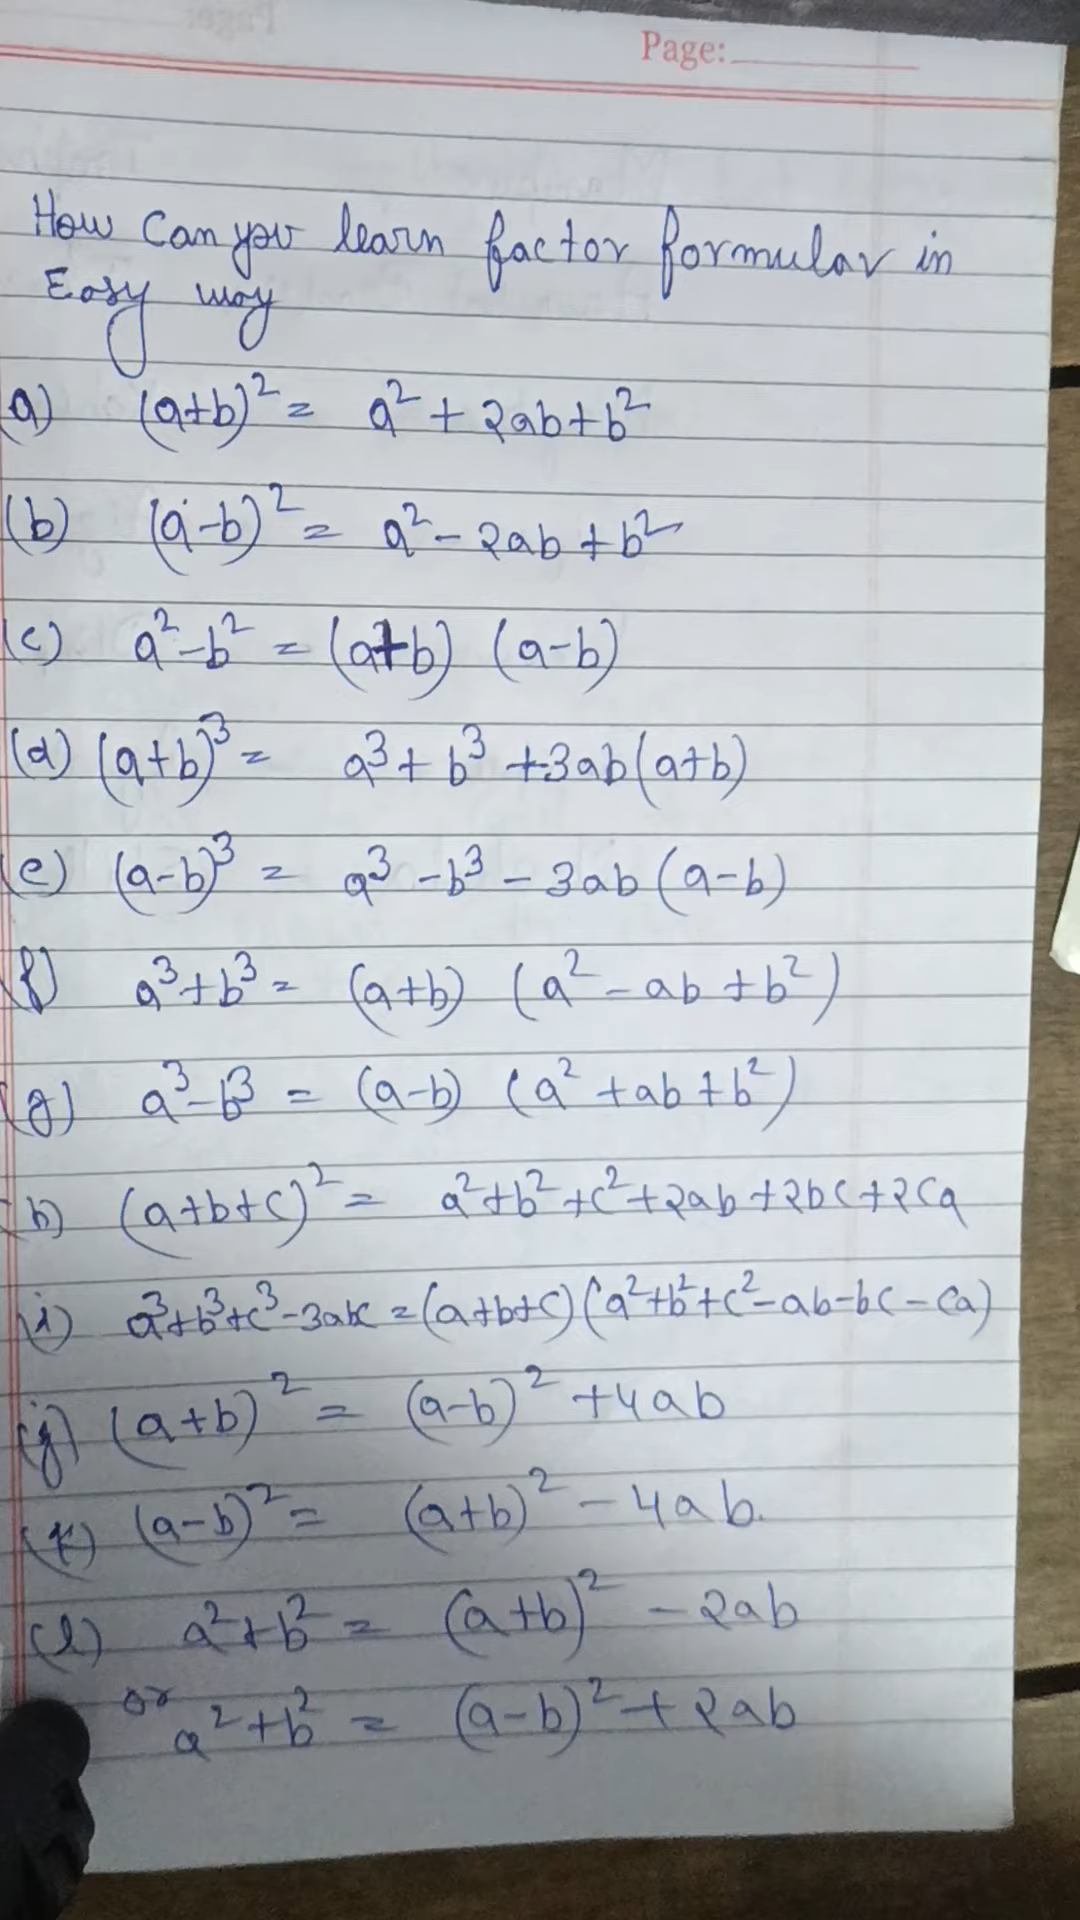 Page:
How Can you learn factor formular in
Easy way
a) (a+b)² = a² + 2ab + b²
(b) (a-b)² = a² - 2ab + b²
(c) a² - b² = (a+b) (a-b)
(d) (a+b)³ = a³ + b³ + 3ab(a+b)
(e) (a-b)³ = a³ - b³ - 3ab (a-b)
(f) a³ + b³ = (a+b) (a² - ab + b²)
(g) a³ - b³ = (a-b) (a² + ab + b²)
(h) (a+b+c)² = a² + b² + c² + 2ab + 2bc + 2ca
(i) a³ + b³ + c³ - 3abc = (a+b+c) (a² + b² + c² - ab - bc - ca)
(j) (a+b)² = (a-b)² + 4ab
(k) (a-b)² = (a+b)² - 4ab.
(l) a² + b² = (a+b)² - 2ab
or a² + b² = (a-b)² + 2ab